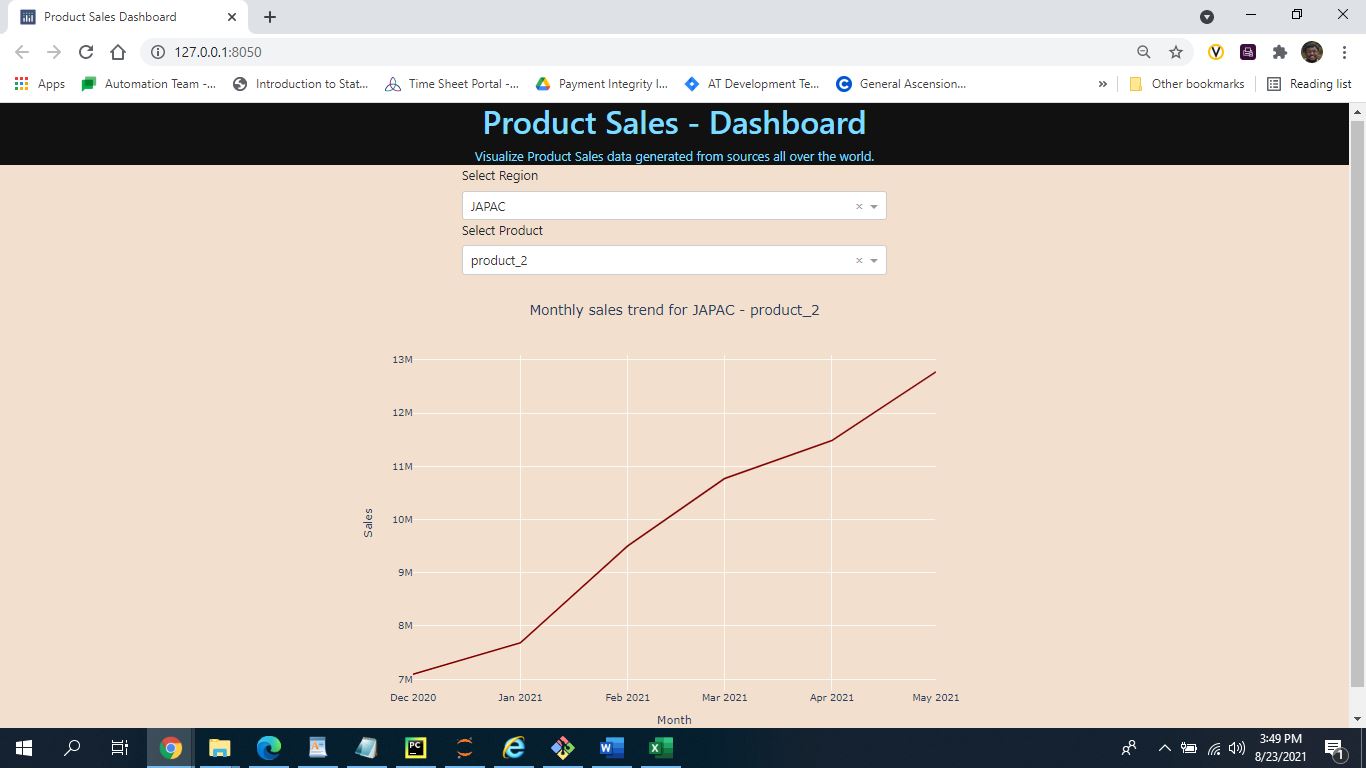 Product Sales Dashboard
127.0.0.1:8050
Apps Automation Team -... Introduction to Stat... Time Sheet Portal -... Payment Integrity I... AT Development Te... General Ascension... » Other bookmarks Reading list
Product Sales - Dashboard
Visualize Product Sales data generated from sources all over the world.
Select Region
JAPAC
Select Product
product_2
Monthly sales trend for JAPAC - product_2
13M
12M
11M
10M
9M
8M
7M
Sales
Dec 2020 Jan 2021 Feb 2021 Mar 2021 Apr 2021 May 2021
Month
3:49 PM
8/23/2021
1